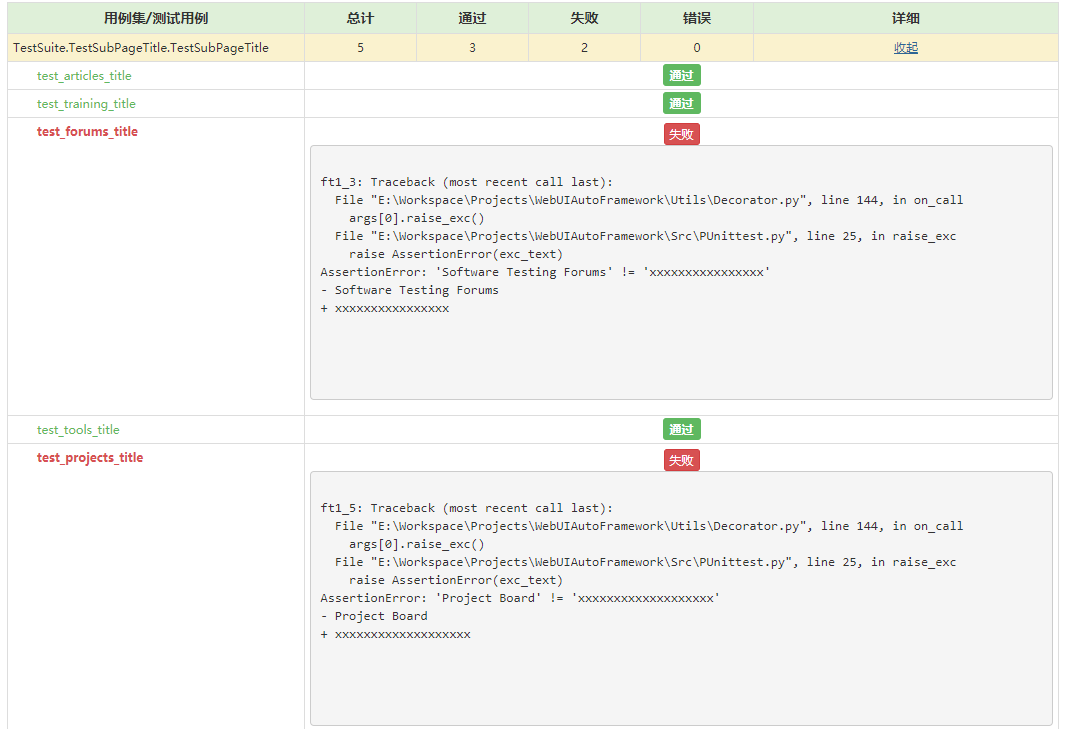 用例集/测试用例 总计 通过 失败 错误 详细
TestSuite.TestSubPageTitle.TestSubPageTitle 5 3 2 0 收起
test_articles_title 通过
test_training_title 通过
test_forums_title 失败
ft1_3: Traceback (most recent call last):
  File "E:\Workspace\Projects\WebUIAutoFramework\Utils\Decorator.py", line 144, in on_call
    args[0].raise_exc()
  File "E:\Workspace\Projects\WebUIAutoFramework\Src\PUnittest.py", line 25, in raise_exc
    raise AssertionError(exc_text)
AssertionError: 'Software Testing Forums' != 'xxxxxxxxxxxxxxxx'
- Software Testing Forums
+ xxxxxxxxxxxxxxxx
test_tools_title 通过
test_projects_title 失败
ft1_5: Traceback (most recent call last):
  File "E:\Workspace\Projects\WebUIAutoFramework\Utils\Decorator.py", line 144, in on_call
    args[0].raise_exc()
  File "E:\Workspace\Projects\WebUIAutoFramework\Src\PUnittest.py", line 25, in raise_exc
    raise AssertionError(exc_text)
AssertionError: 'Project Board' != 'xxxxxxxxxxxxxxxxxxx'
- Project Board
+ xxxxxxxxxxxxxxxxxxx